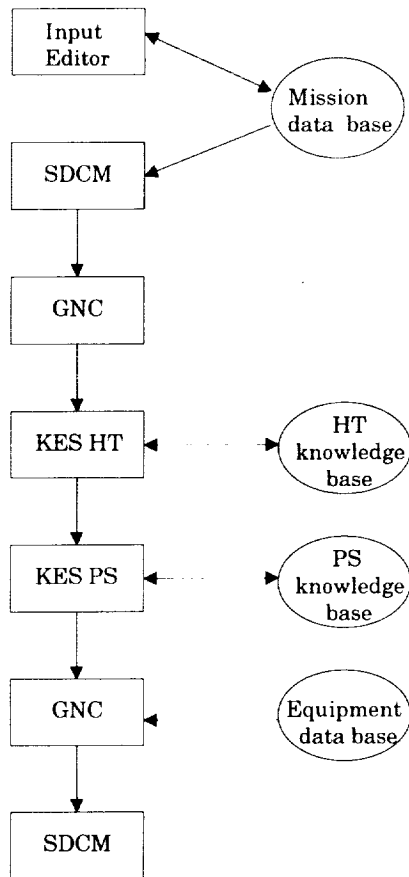 Input
Editor
Mission
data base
SDCM
GNC
KES HT
HT
knowledge
base
KES PS
PS
knowledge
base
GNC
Equipment
data base
SDCM